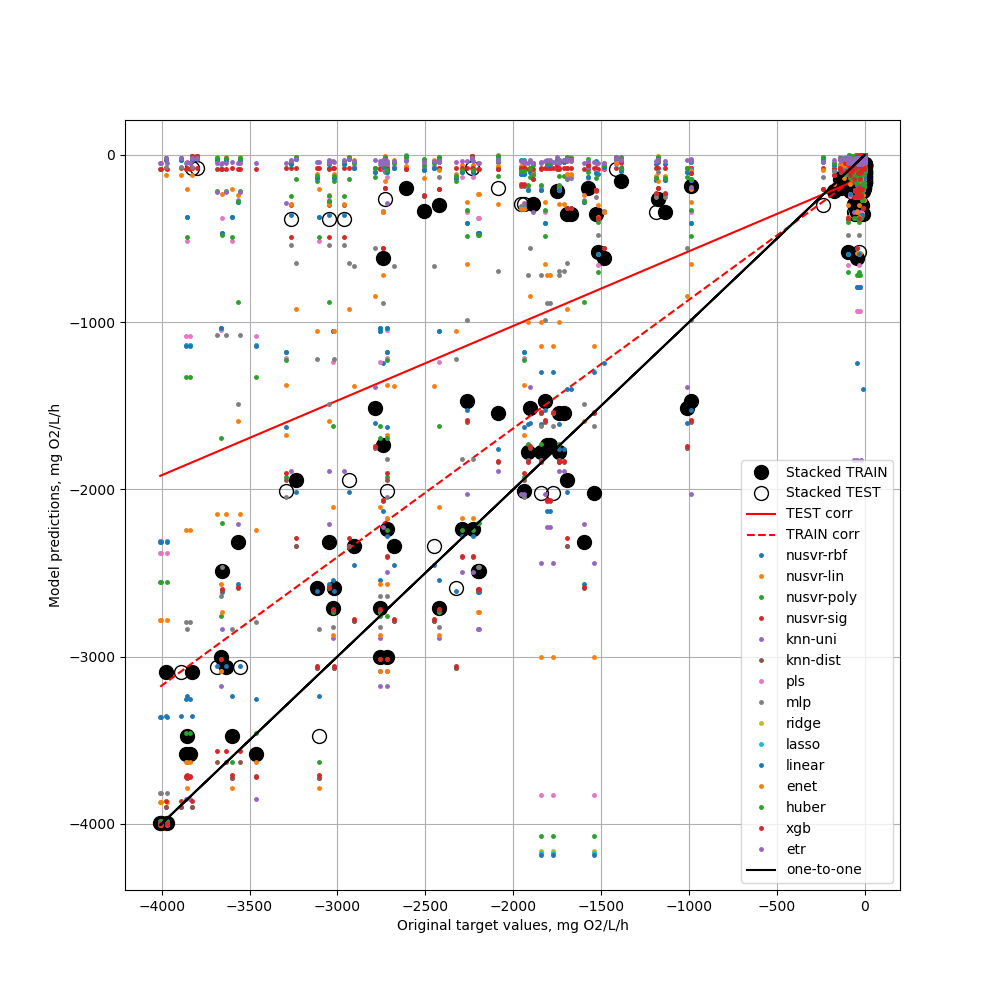 0
−1000
−2000
−3000
−4000
Model predictions, mg O2/L/h
−4000 −3500 −3000 −2500 −2000 −1500 −1000 −500 0
Original target values, mg O2/L/h
Stacked TRAIN
Stacked TEST
TEST corr
TRAIN corr
nusvr-rbf
nusvr-lin
nusvr-poly
nusvr-sig
knn-uni
knn-dist
pls
mlp
ridge
lasso
linear
enet
huber
xgb
etr
one-to-one